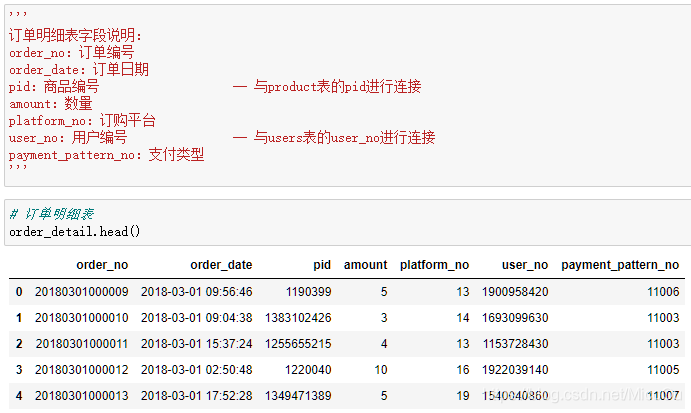 '''
订单明细表字段说明：
order_no：订单编号
order_date：订单日期
pid：商品编号 — 与product表的pid进行连接
amount：数量
platform_no：订购平台
user_no：用户编号 — 与users表的user_no进行连接
payment_pattern_no：支付类型
'''
# 订单明细表
order_detail.head()
order_no order_date pid amount platform_no user_no payment_pattern_no
0 20180301000009 2018-03-01 09:56:46 1190399 5 13 1900958420 11006
1 20180301000010 2018-03-01 09:04:38 1383102426 3 14 1693099630 11003
2 20180301000011 2018-03-01 15:37:24 1255655215 4 13 1153728430 11003
3 20180301000012 2018-03-01 02:50:48 1220040 10 16 1922039140 11005
4 20180301000013 2018-03-01 17:52:28 1349471389 5 19 1540040860 11007